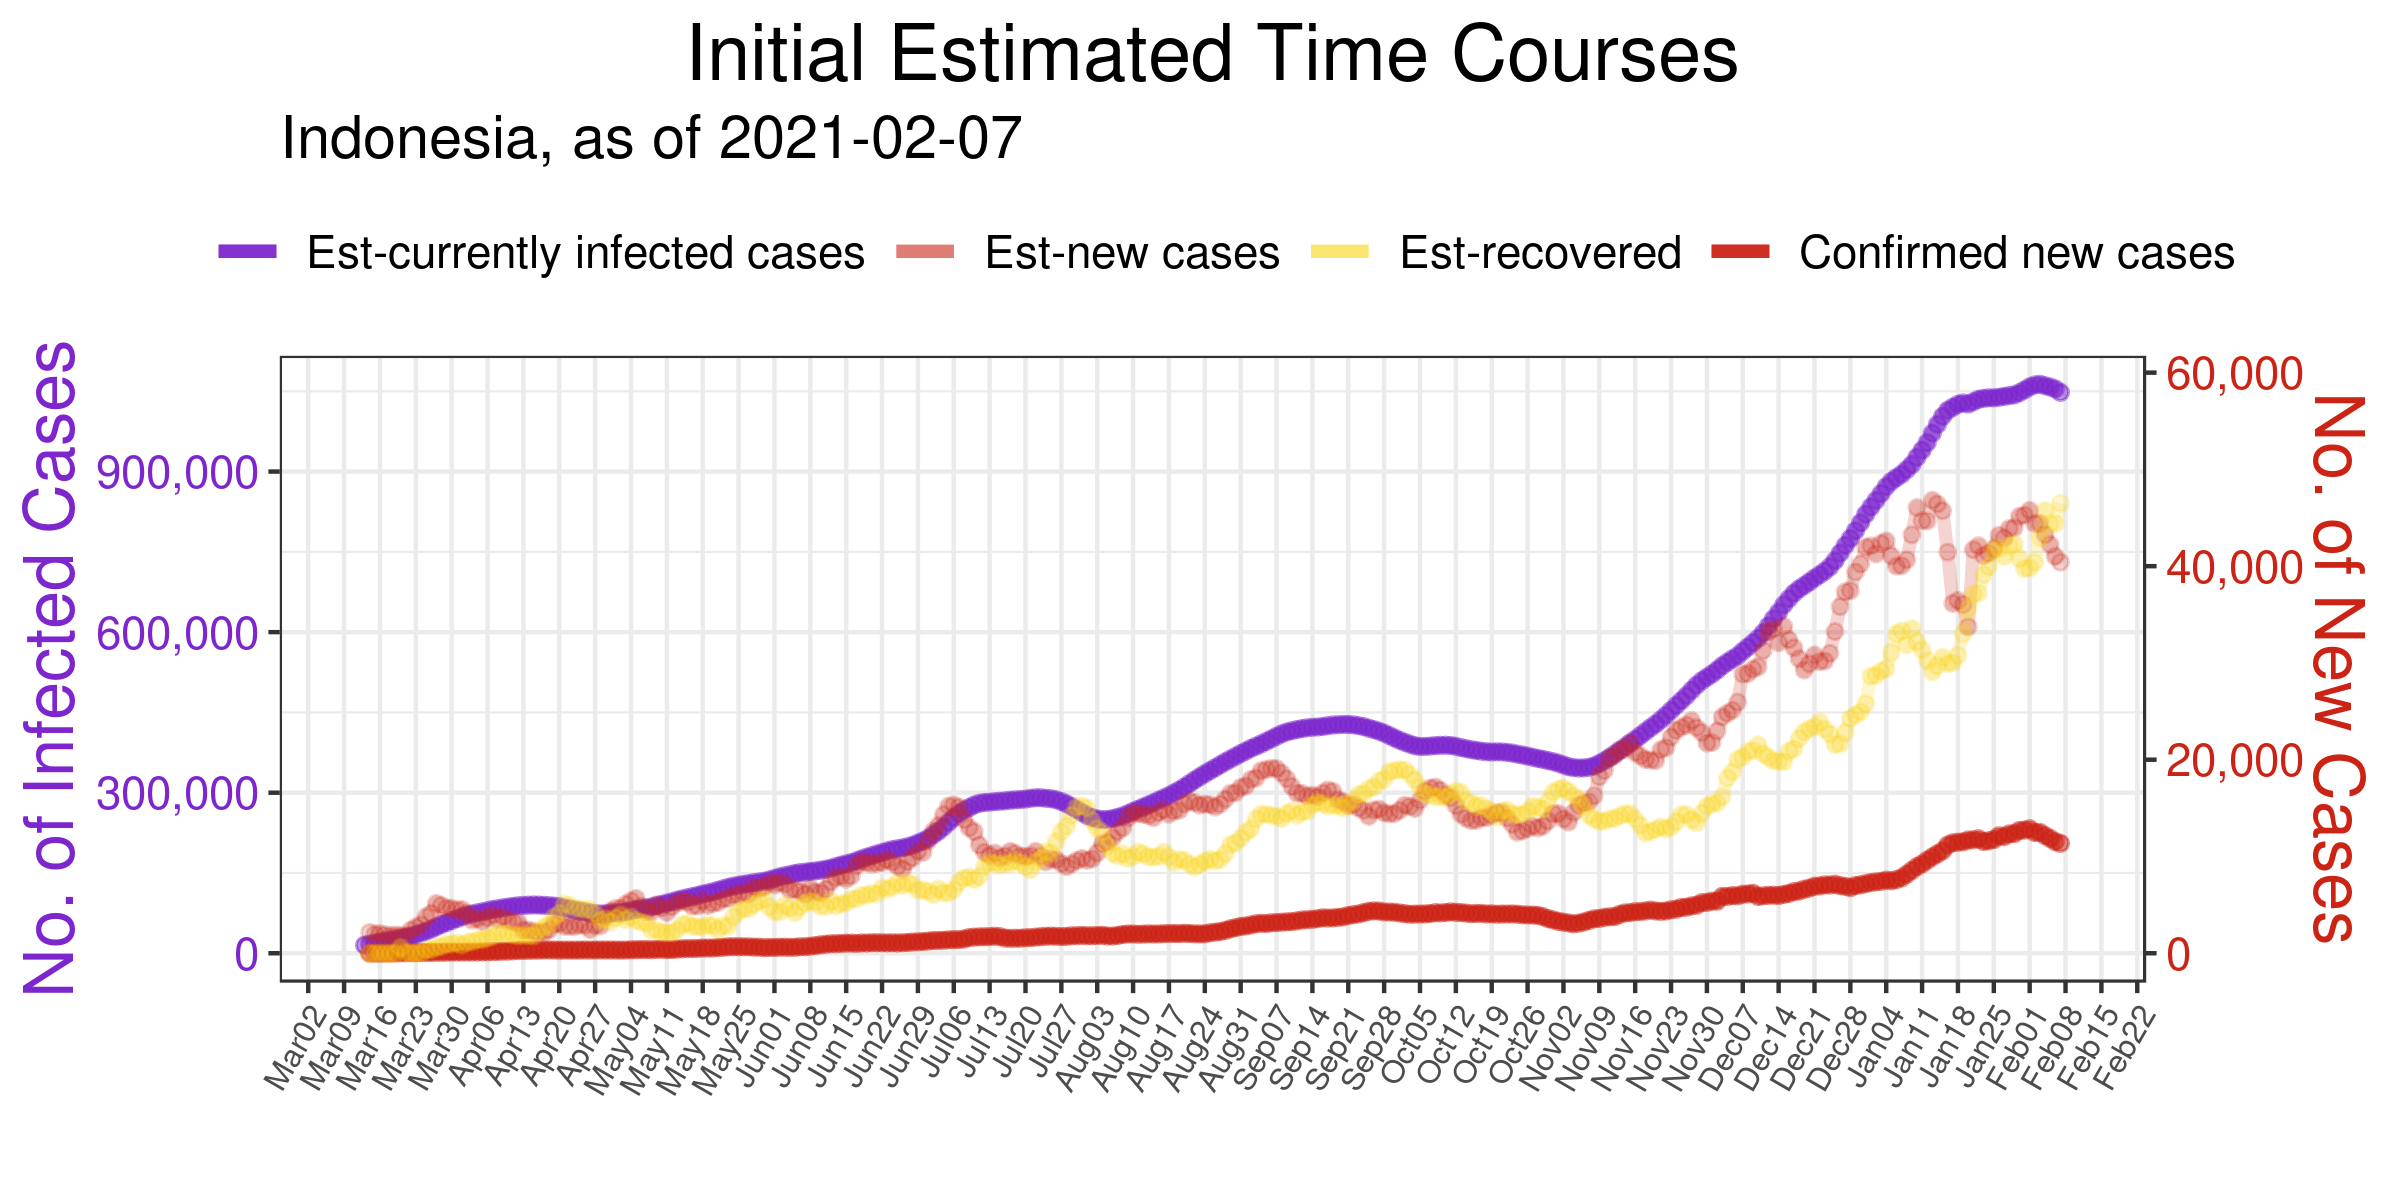 Initial Estimated Time Courses
Indonesia, as of 2021-02-07
Est-currently infected cases Est-new cases Est-recovered Confirmed new cases
No. of Infected Cases
900,000
600,000
300,000
0
60,000
40,000
20,000
0
No. of New Cases
Mar02 Mar09 Mar16 Mar23 Mar30 Apr06 Apr13 Apr20 Apr27 May04 May11 May18 May25 Jun01 Jun08 Jun15 Jun22 Jun29 Jul06 Jul13 Jul20 Jul27 Aug03 Aug10 Aug17 Aug24 Aug31 Sep07 Sep14 Sep21 Sep28 Oct05 Oct12 Oct19 Oct26 Nov02 Nov09 Nov16 Nov23 Nov30 Dec07 Dec14 Dec21 Dec28 Jan04 Jan11 Jan18 Jan25 Feb01 Feb08 Feb15 Feb22